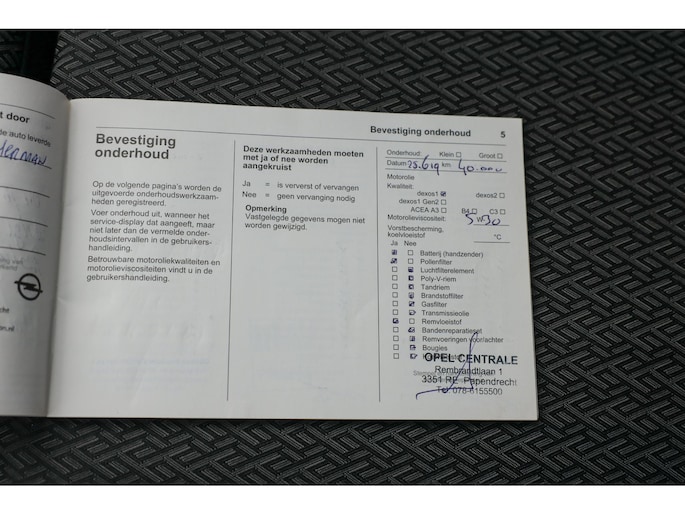 t door
de auto leverde
Bevestiging onderhoud 5
Bevestiging
onderhoud
Op de volgende pagina's worden de
uitgevoerde onderhoudswerkzaam-
heden geregistreerd.
Voer onderhoud uit, wanneer het
service-display dat aangeeft, maar
niet later dan de vermelde onder-
houdsintervallen in de gebruikers-
handleiding.
Betrouwbare motoroliekwaliteiten en
motorolieviscositeiten vindt u in de
gebruikershandleiding.
Deze werkzaamheden moeten
met ja of nee worden
aangekruist
Ja = is ververst of vervangen
Nee = geen vervanging nodig
Opmerking
Vastgelegde gegevens mogen niet
worden gewijzigd.
Onderhoud: Klein Groot
Datum 25.6.19 km: 40.000
Motorolie
Kwaliteit:
dexos1 dexos2
dexos1 Gen2
ACEA A3 B4 C3
Motorolieviscositeit: 5 W 30
Vorstbescherming,
koelvloeistof °C
Ja Nee
Batterij (handzender)
Pollenfilter
Luchtfilterelement
Poly-V-riem
Tandriem
Brandstoffilter
Gasfilter
Transmissieolie
Remvloeistof
Bandenreparatieset
Remvoeringen voor/achter
Bougies
OPEL CENTRALE
Rembrandtlaan 1
3351 RE Papendrecht
Tel. 078-6155500